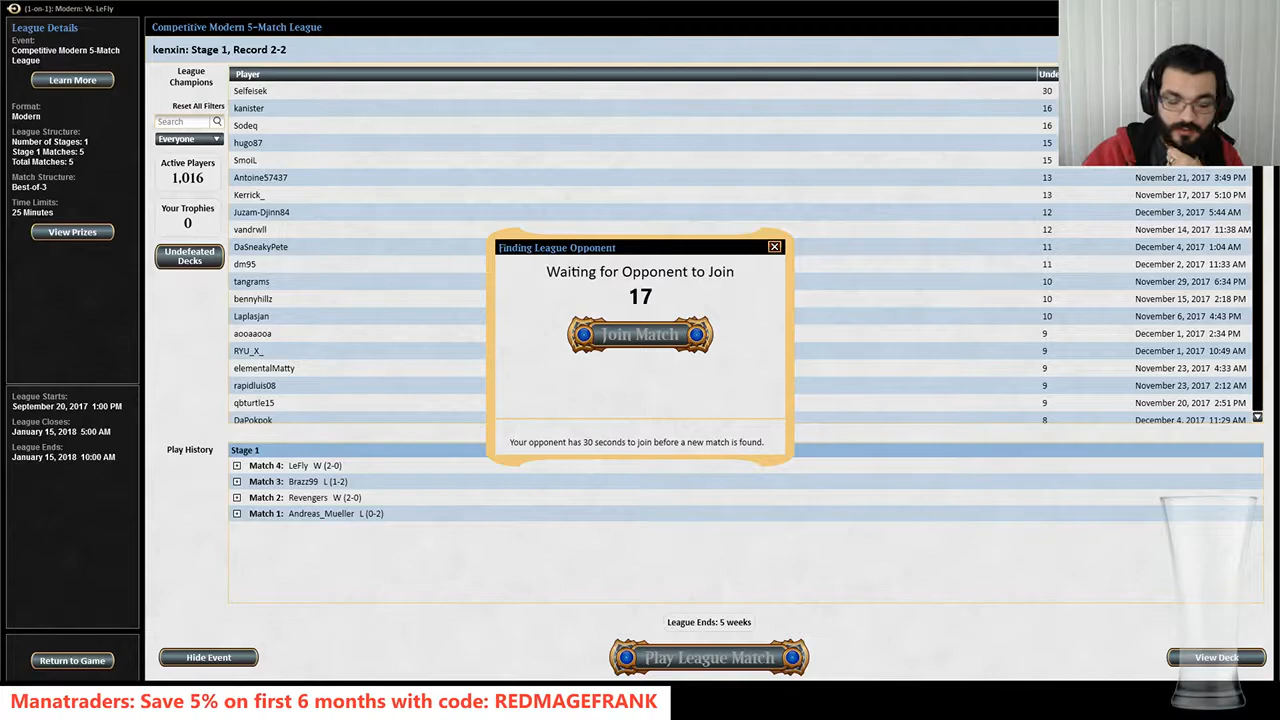 (1-on-1): Modern: Vs. LeFly
League Details
Event:
Competitive Modern 5-Match
League
Learn More
Format:
Modern
League Structure:
Number of Stages: 1
Stage 1 Matches: 5
Total Matches: 5
Match Structure:
Best-of-3
Time Limits:
25 Minutes
View Prizes
League Starts:
September 20, 2017 1:00 PM
League Closes:
January 15, 2018 5:00 AM
League Ends:
January 15, 2018 10:00 AM
Return to Game
Competitive Modern 5-Match League
kenxin: Stage 1, Record 2-2
League
Champions
Reset All Filters
Search
Everyone
Active Players
1,016
Your Trophies
0
Undefeated
Decks
Player Unde
Selfeisek 30
kanister 16
Sodeq 16
hugo87 15
SmoiL 15
Antoine57437 13 November 21, 2017 3:49 PM
Kerrick_ 13 November 17, 2017 5:10 PM
Juzam-Djinn84 12 December 3, 2017 5:44 AM
vandrwll 12 November 14, 2017 11:38 AM
DaSneakyPete 11 December 4, 2017 1:04 AM
dm95 11 December 2, 2017 11:33 AM
tangrams 10 November 29, 2017 6:34 PM
bennyhillz 10 November 15, 2017 2:18 PM
Laplasjan 10 November 6, 2017 4:43 PM
aooaaooa 9 December 1, 2017 2:34 PM
RYU_X_ 9 December 1, 2017 10:49 AM
elementalMatty 9 November 23, 2017 4:33 AM
rapidluis08 9 November 23, 2017 2:12 AM
qbturtle15 9 November 20, 2017 2:51 PM
DaPokpok 8 December 4, 2017 11:29 AM
Finding League Opponent
Waiting for Opponent to Join
17
Join Match
Your opponent has 30 seconds to join before a new match is found.
Play History
Stage 1
Match 4: LeFly W (2-0)
Match 3: Brazz99 L (1-2)
Match 2: Revengers W (2-0)
Match 1: Andreas_Mueller L (0-2)
League Ends: 5 weeks
Hide Event
Play League Match
View Deck
Manatraders: Save 5% on first 6 months with code: REDMAGEFRANK